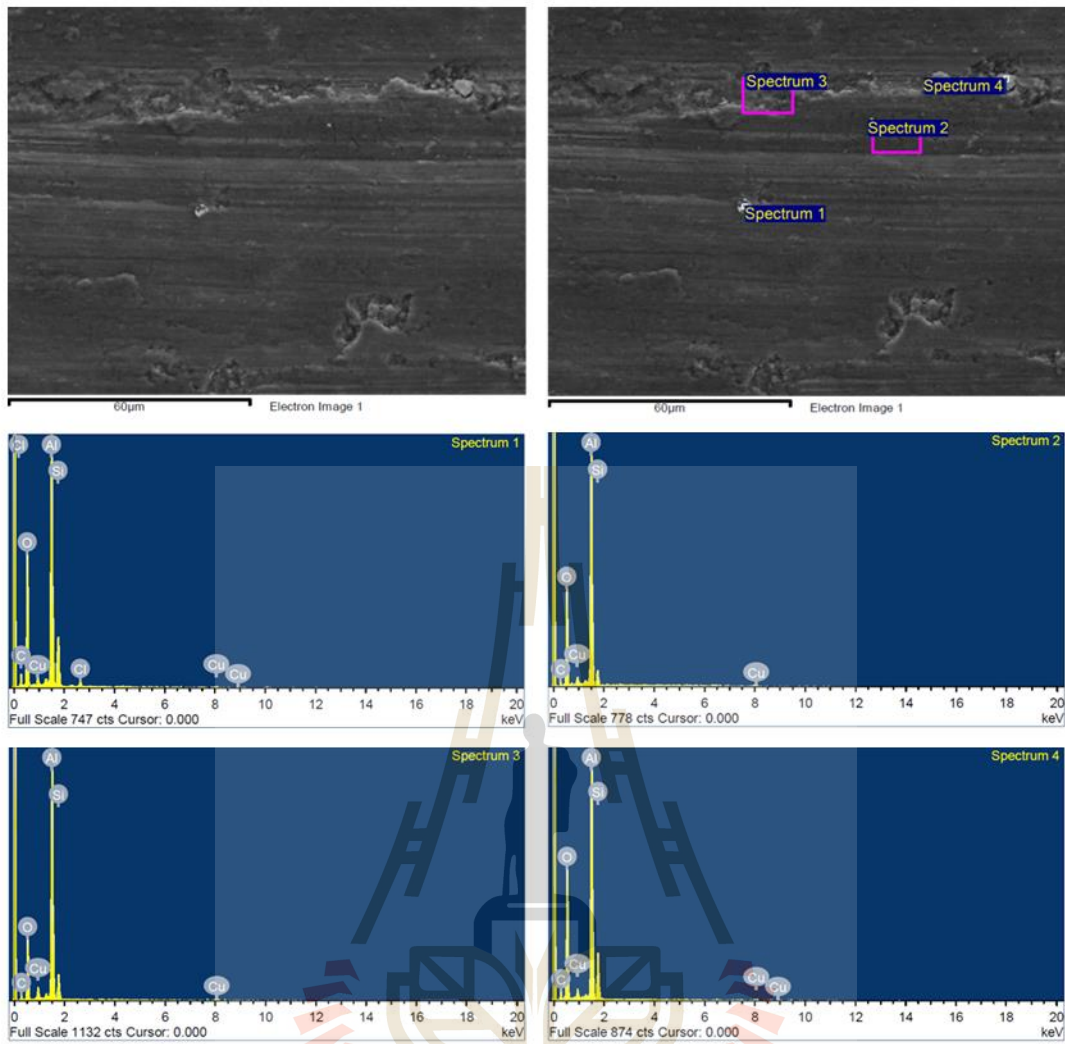 Spectrum 3
Spectrum 4
Spectrum 2
Spectrum 1
60µm Electron Image 1
60µm Electron Image 1
Spectrum 1
Cl Al
Si
O
C
Cu Cl Cu Cu
0 2 4 6 8 10 12 14 16 18 20
Full Scale 747 cts Cursor: 0.000 keV
Spectrum 2
Al
Si
O
Cu
C Cu
0 2 4 6 8 10 12 14 16 18 20
Full Scale 778 cts Cursor: 0.000 keV
Spectrum 3
Al
Si
O
Cu
C Cu
0 2 4 6 8 10 12 14 16 18 20
Full Scale 1132 cts Cursor: 0.000 keV
Spectrum 4
Al
Si
O
Cu Cu
C Cu
0 2 4 6 8 10 12 14 16 18 20
Full Scale 874 cts Cursor: 0.000 keV